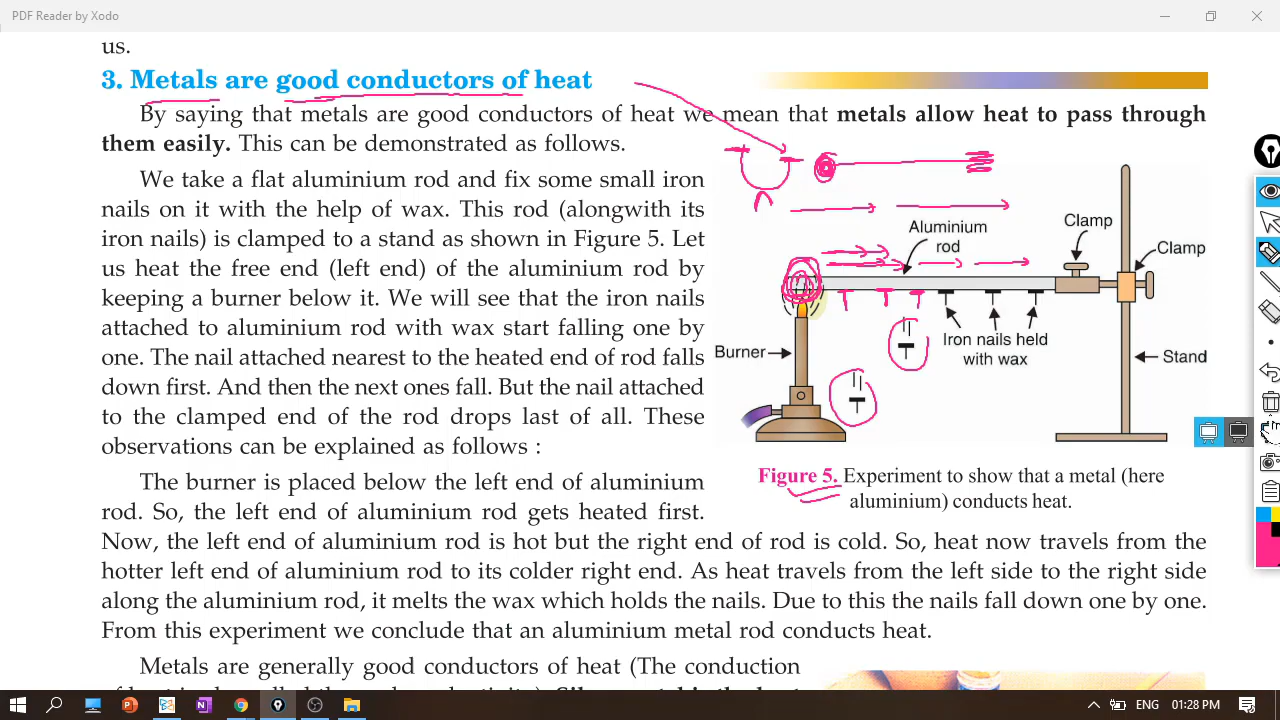 PDF Reader by Xodo
us.
3. Metals are good conductors of heat
By saying that metals are good conductors of heat we mean that metals allow heat to pass through
them easily. This can be demonstrated as follows.
We take a flat aluminium rod and fix some small iron
nails on it with the help of wax. This rod (alongwith its
iron nails) is clamped to a stand as shown in Figure 5. Let
us heat the free end (left end) of the aluminium rod by
keeping a burner below it. We will see that the iron nails
attached to aluminium rod with wax start falling one by
one. The nail attached nearest to the heated end of rod falls
down first. And then the next ones fall. But the nail attached
to the clamped end of the rod drops last of all. These
observations can be explained as follows :
Aluminium
rod
Clamp
Clamp
Burner
Iron nails held
with wax
Stand
Figure 5. Experiment to show that a metal (here
aluminium) conducts heat.
The burner is placed below the left end of aluminium
rod. So, the left end of aluminium rod gets heated first.
Now, the left end of aluminium rod is hot but the right end of rod is cold. So, heat now travels from the
hotter left end of aluminium rod to its colder right end. As heat travels from the left side to the right side
along the aluminium rod, it melts the wax which holds the nails. Due to this the nails fall down one by one.
From this experiment we conclude that an aluminium metal rod conducts heat.
Metals are generally good conductors of heat (The conduction
ENG 01:28 PM